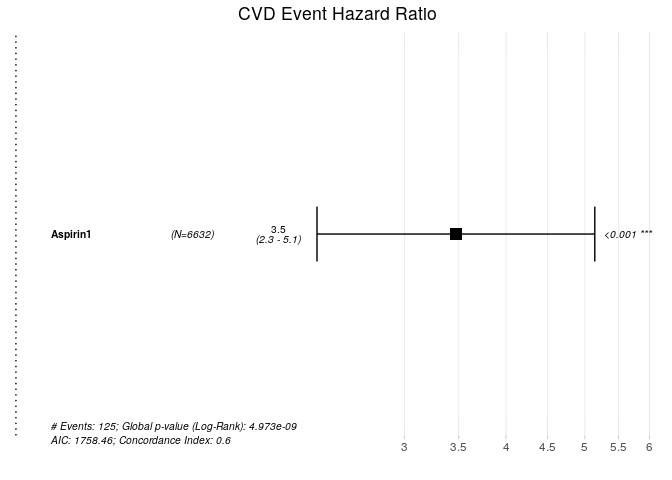 CVD Event Hazard Ratio
Aspirin1 (N=6632) 3.5 <0.001 ***
(2.3 - 5.1)
# Events: 125; Global p-value (Log-Rank): 4.973e-09
AIC: 1758.46; Concordance Index: 0.6
3 3.5 4 4.5 5 5.5 6